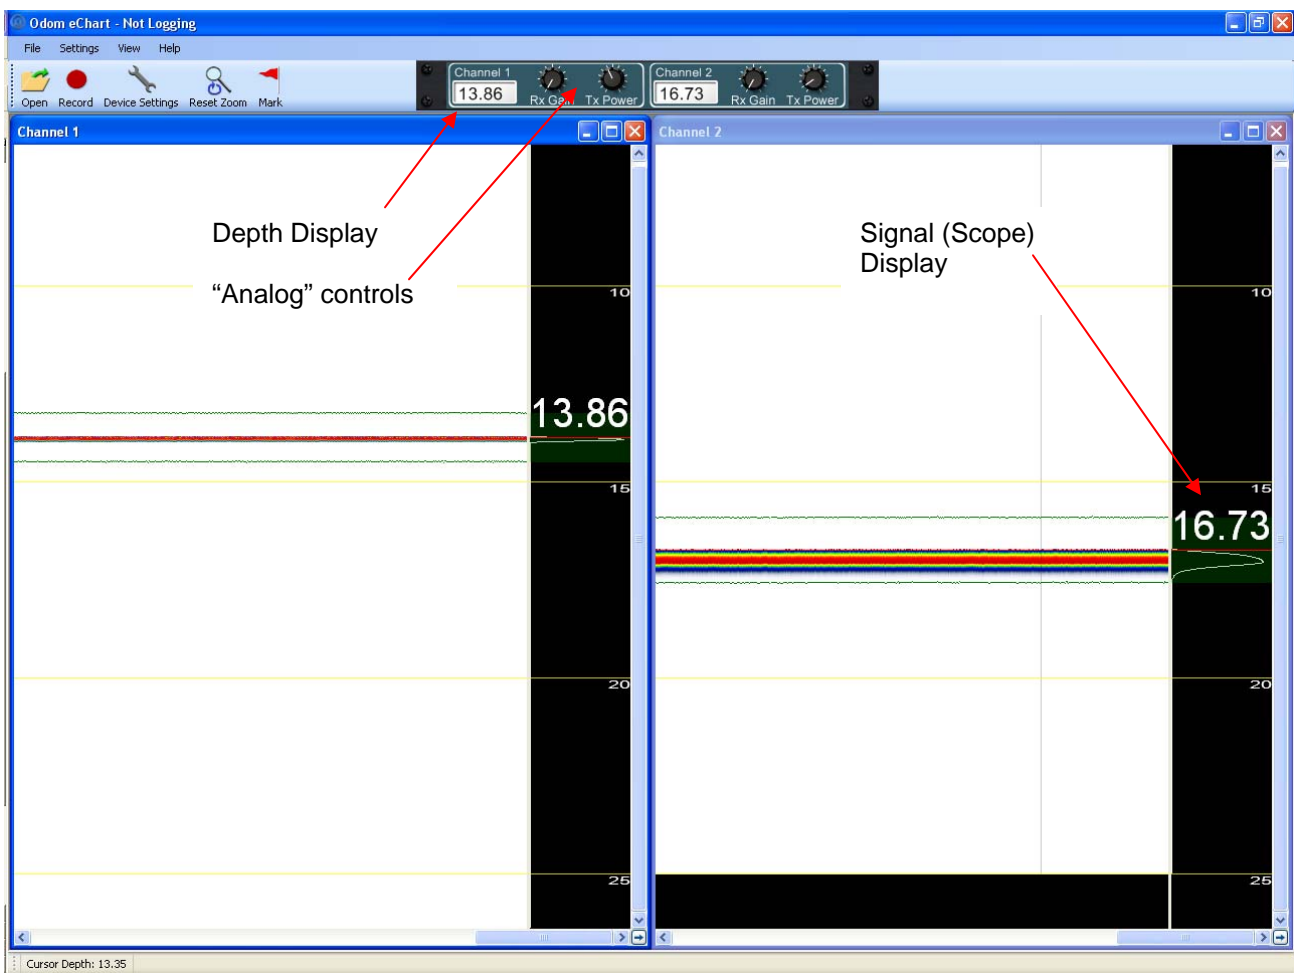 Odom eChart - Not Logging
File Settings View Help
Open Record Device Settings Reset Zoom Mark
Channel 1
13.86
Rx Gain Tx Power
Channel 2
16.73
Rx Gain Tx Power
Channel 1
Channel 2
Depth Display
“Analog” controls
10
13.86
15
20
25
Signal (Scope)
Display
10
15
16.73
20
25
Cursor Depth: 13.35